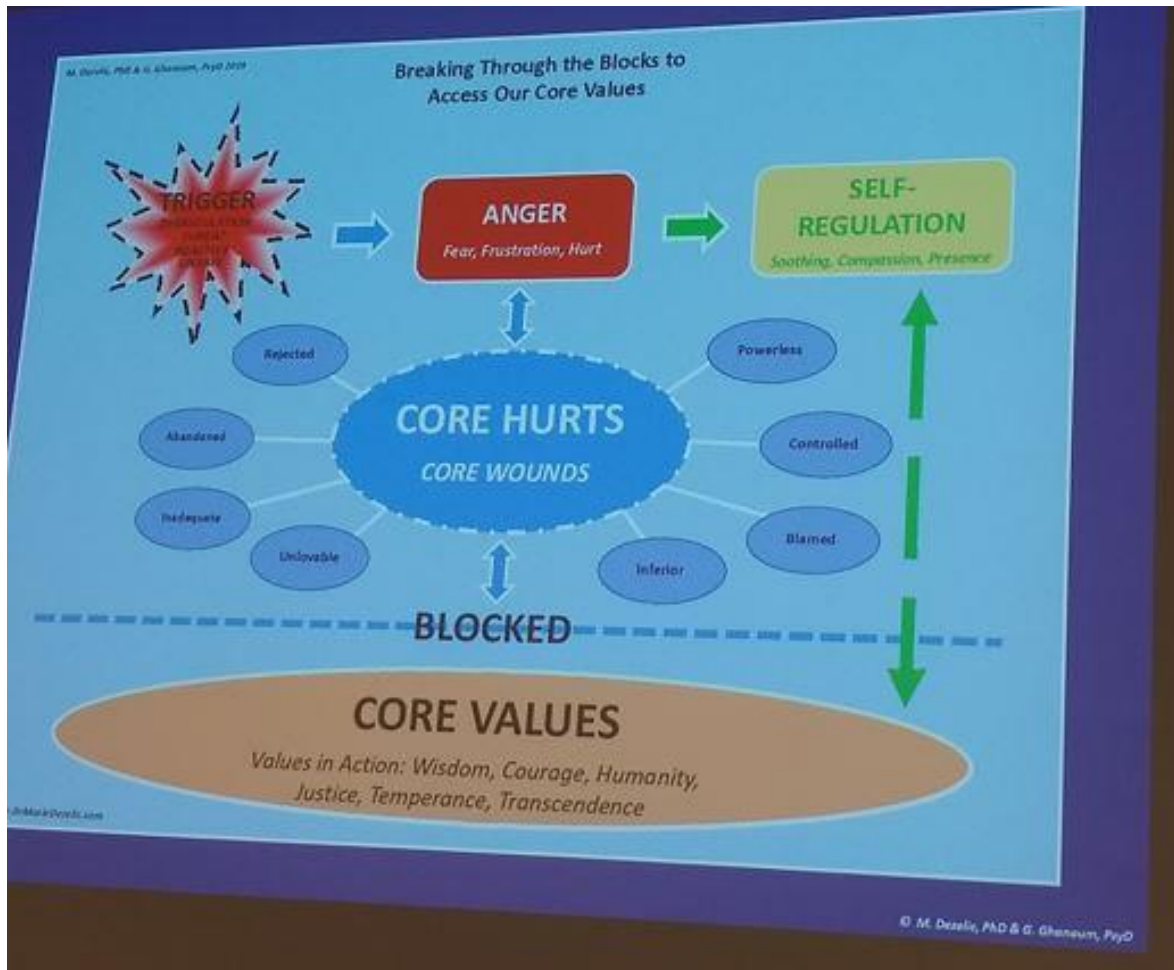 M. Dezelic, PhD & G. Ghanoum, PsyD 2019
Breaking Through the Blocks to
Access Our Core Values
TRIGGER
ANGER
Fear, Frustration, Hurt
SELF-
REGULATION
Soothing, Compassion, Presence
Rejected
Powerless
CORE HURTS
CORE WOUNDS
Abandoned
Controlled
Inadequate
Blamed
Unlovable
Inferior
BLOCKED
CORE VALUES
Values in Action: Wisdom, Courage, Humanity,
Justice, Temperance, Transcendence
DrMarieDezelic.com
© M. Dezelic, PhD & G. Ghanoum, PsyD